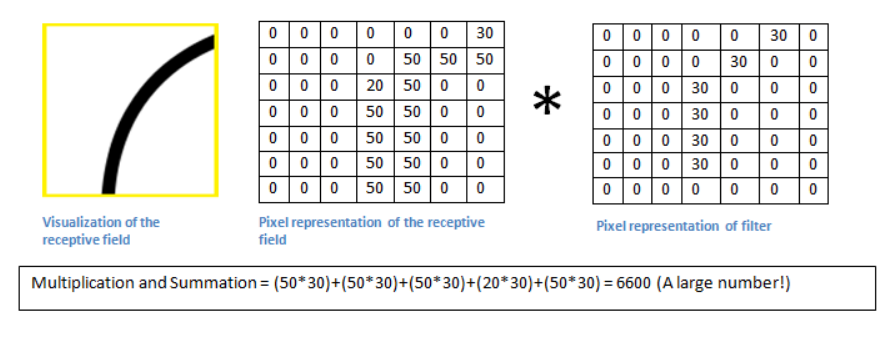 0 0 0 0 0 0 30
0 0 0 0 50 50 50
0 0 0 20 50 0 0
0 0 0 50 50 0 0
0 0 0 50 50 0 0
0 0 0 50 50 0 0
0 0 0 50 50 0 0
*
0 0 0 0 0 30 0
0 0 0 0 30 0 0
0 0 0 30 0 0 0
0 0 0 30 0 0 0
0 0 0 30 0 0 0
0 0 0 30 0 0 0
0 0 0 0 0 0 0
Visualization of the
receptive field
Pixel representation of the receptive
field
Pixel representation of filter
Multiplication and Summation = (50*30)+(50*30)+(50*30)+(20*30)+(50*30) = 6600 (A large number!)